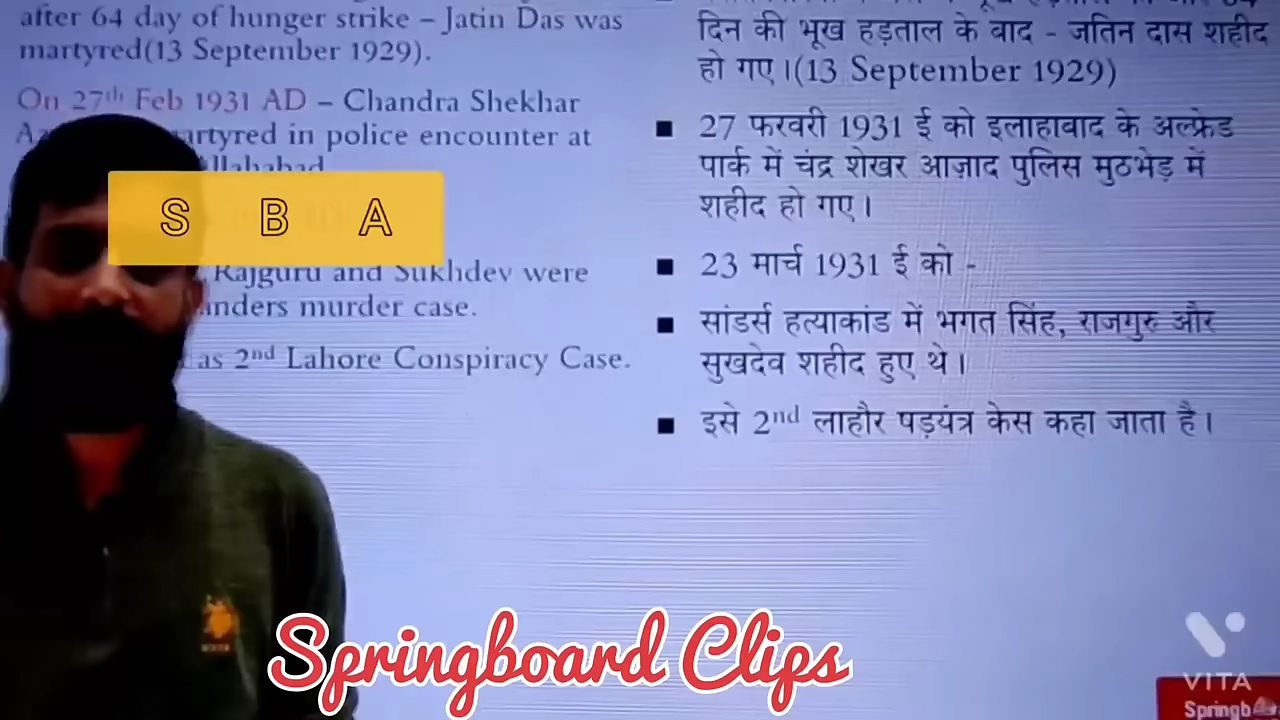 after 64 day of hunger strike – Jatin Das was
martyred(13 September 1929).
On 27th Feb 1931 AD – Chandra Shekhar
martyred in police encounter at
Allahabad
Rajguru and Sukhdev were
murder case.
as 2nd Lahore Conspiracy Case.
दिन की भूख हड़ताल के बाद - जतिन दास शहीद
हो गए।(13 September 1929)
■ 27 फरवरी 1931 ई को इलाहाबाद के अल्फ्रेड
पार्क में चंद्र शेखर आज़ाद पुलिस मुठभेड़ में
शहीद हो गए।
■ 23 मार्च 1931 ई को -
■ सांडर्स हत्याकांड में भगत सिंह, राजगुरु और
सुखदेव शहीद हुए थे।
■ इसे 2nd लाहौर षड़यंत्र केस कहा जाता है।
S B A
Springboard Clips
VITA